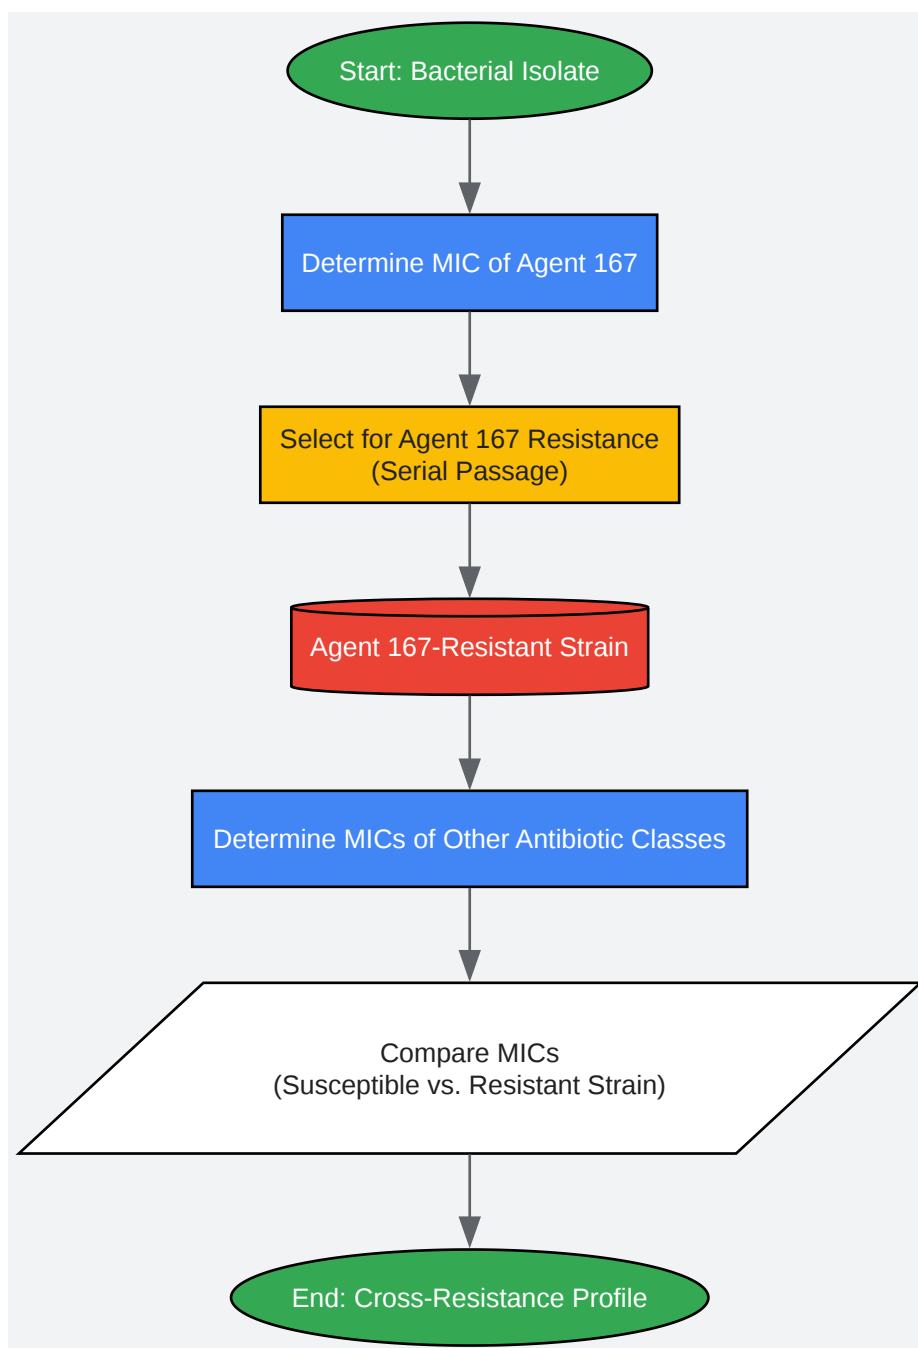 Start: Bacterial Isolate
Determine MIC of Agent 167
Select for Agent 167 Resistance
(Serial Passage)
Agent 167-Resistant Strain
Determine MICs of Other Antibiotic Classes
Compare MICs
(Susceptible vs. Resistant Strain)
End: Cross-Resistance Profile